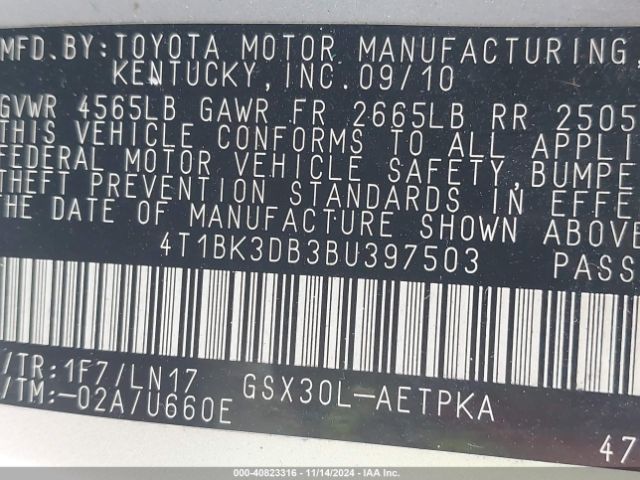 MFD. BY: TOYOTA MOTOR MANUFACTURING,
KENTUCKY, INC. 09/10
GVWR 4565LB GAWR FR 2665LB RR 2505
THIS VEHICLE CONFORMS TO ALL APPLI
FEDERAL MOTOR VEHICLE SAFETY, BUMPE
THEFT PREVENTION STANDARDS IN EFFE
THE DATE OF MANUFACTURE SHOWN ABOVE
4T1BK3DB3BU397503 PASS
/TR: 1F7/LN17 GSX30L-AETPKA
/TM:-02A/U660E
47
000-40823316 | 11/14/2024 - IAA Inc.